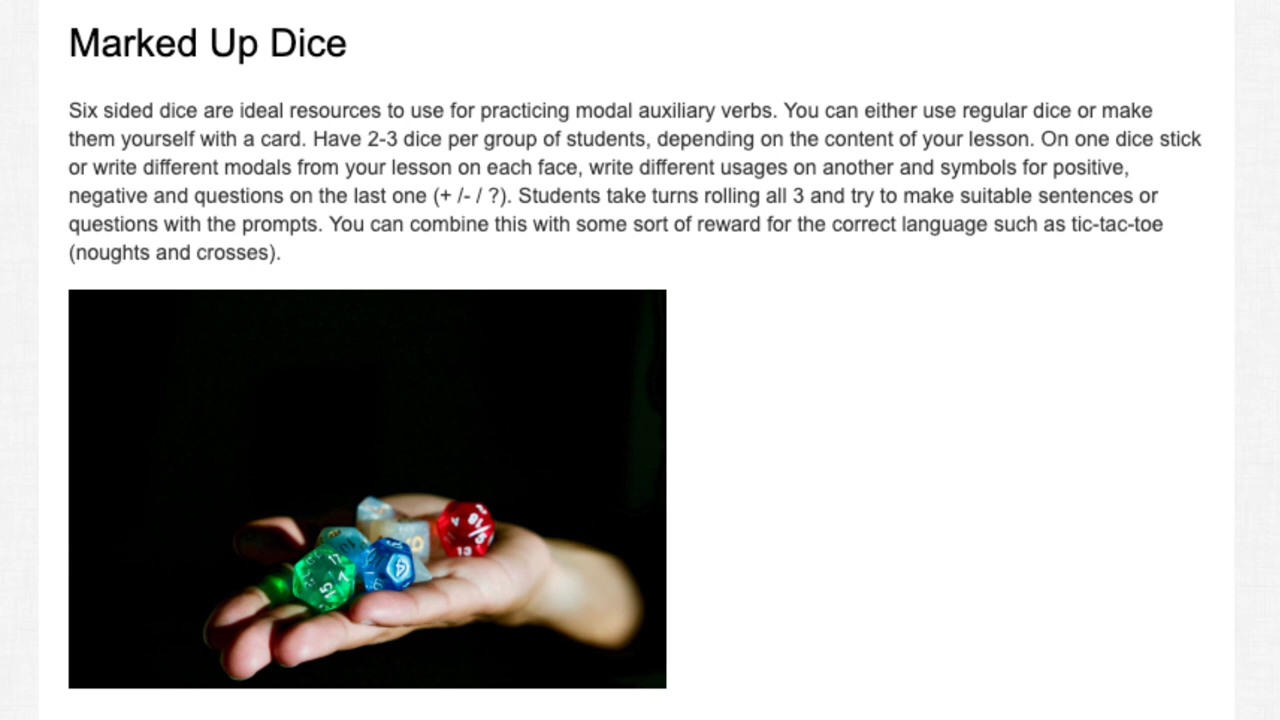 Marked Up Dice
Six sided dice are ideal resources to use for practicing modal auxiliary verbs. You can either use regular dice or make
them yourself with a card. Have 2-3 dice per group of students, depending on the content of your lesson. On one dice stick
or write different modals from your lesson on each face, write different usages on another and symbols for positive,
negative and questions on the last one (+ /- / ?). Students take turns rolling all 3 and try to make suitable sentences or
questions with the prompts. You can combine this with some sort of reward for the correct language such as tic-tac-toe
(noughts and crosses).
18
13
17
7
15